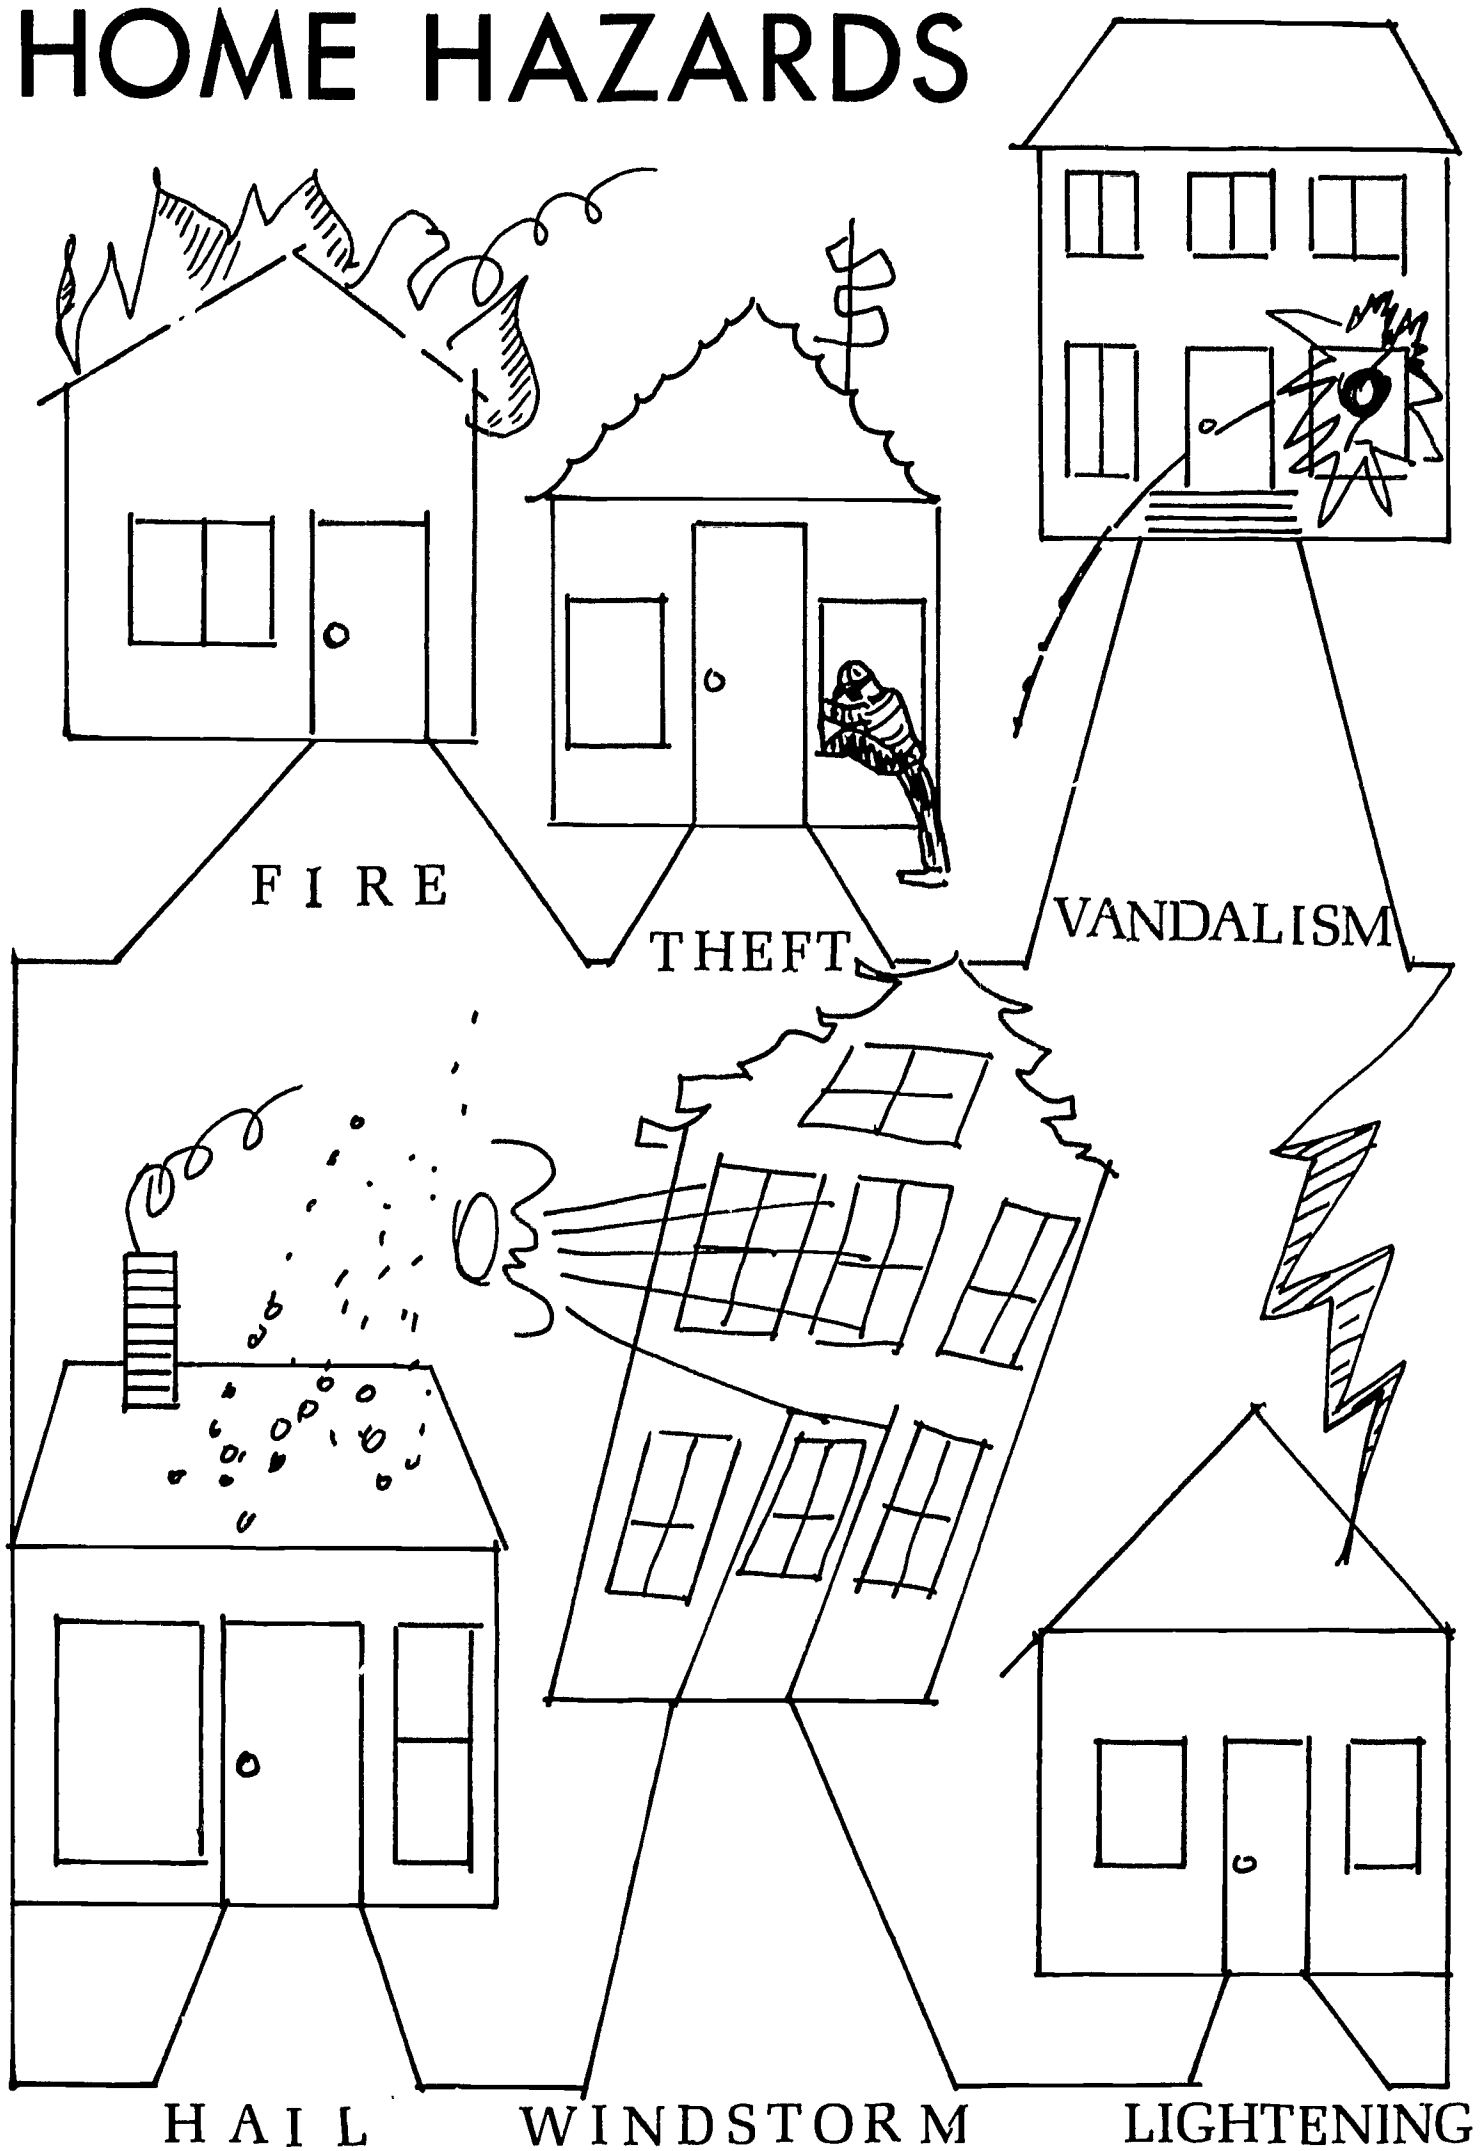 HOME HAZARDS
FIRE
THEFT
VANDALISM
HAIL
WINDSTORM
LIGHTENING